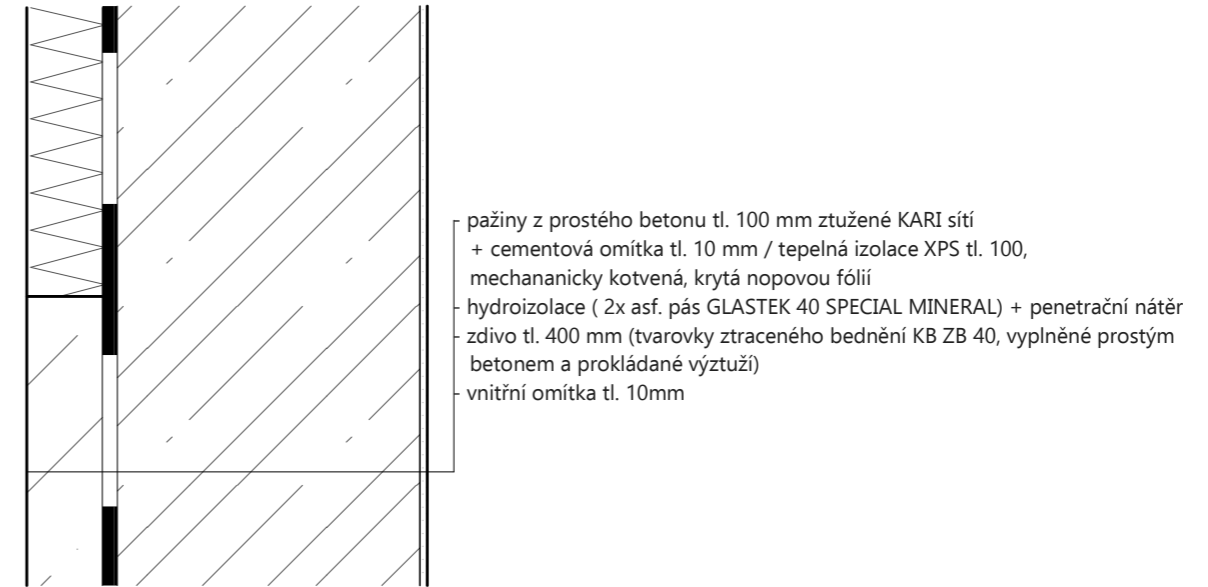 pažiny z prostého betonu tl. 100 mm ztužené KARI sítí
+ cementová omítka tl. 10 mm / tepelná izolace XPS tl. 100,
mechananicky kotvená, krytá nopovou fólií
hydroizolace ( 2x asf. pás GLASTEK 40 SPECIAL MINERAL) + penetrační nátěr
zdivo tl. 400 mm (tvarovky ztraceného bednění KB ZB 40, vyplněné prostým
betonem a prokládané výztuží)
vnitřní omítka tl. 10mm